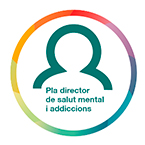 Pla director
de salut mental
i addiccions